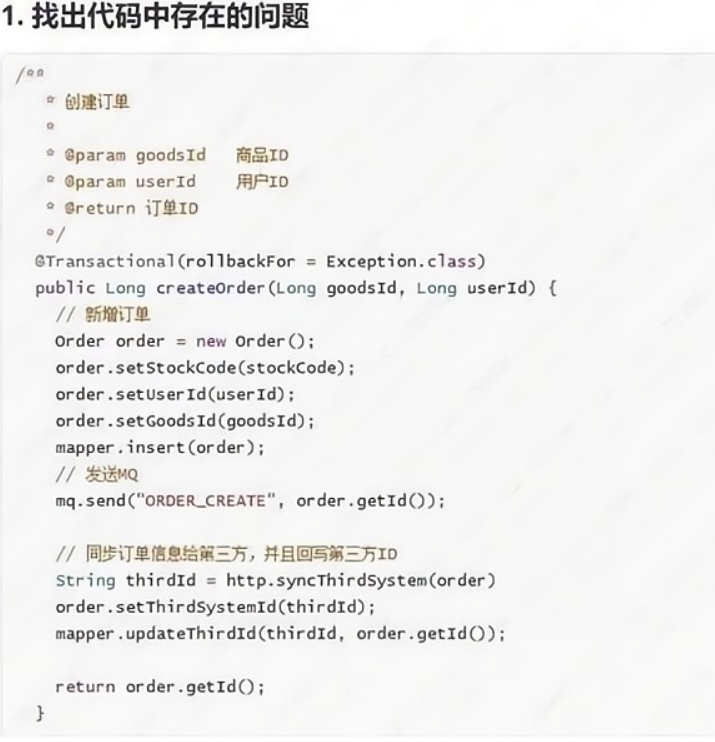 1. 找出代码中存在的问题
/**
* 创建订单
*
* @param goodsId 商品ID
* @param userId 用户ID
* @return 订单ID
*/
@Transactional(rollbackFor = Exception.class)
public Long createOrder(Long goodsId, Long userId) {
// 新增订单
Order order = new Order();
order.setStockCode(stockCode);
order.setUserId(userId);
order.setGoodsId(goodsId);
mapper.insert(order);
// 发送MQ
mq.send("ORDER_CREATE", order.getId());
// 同步订单信息给第三方，并且回写第三方ID
String thirdId = http.syncThirdSystem(order)
order.setThirdSystemId(thirdId);
mapper.updateThirdId(thirdId, order.getId());
return order.getId();
}